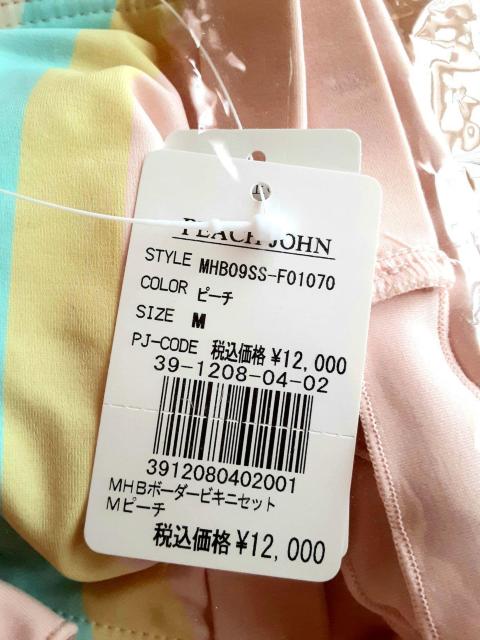 PEACH JOHN
STYLE MHB09SS-F01070
COLOR ピーチ
SIZE M
PJ-CODE 税込価格 ¥12,000
39-1208-04-02
3912080402001
MHBボーダービキニセット
Mピーチ
税込価格 ¥12,000